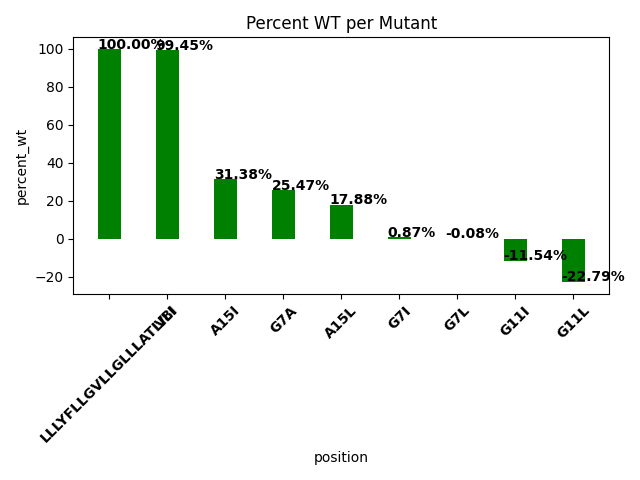 Percent WT per Mutant
percent_wt
100
80
60
40
20
0
−20
100.00%
99.45%
31.38%
25.47%
17.88%
0.87%
-0.08%
-11.54%
-22.79%
A15I
G7A
A15L
G7I
G7L
G11I
G11L
position